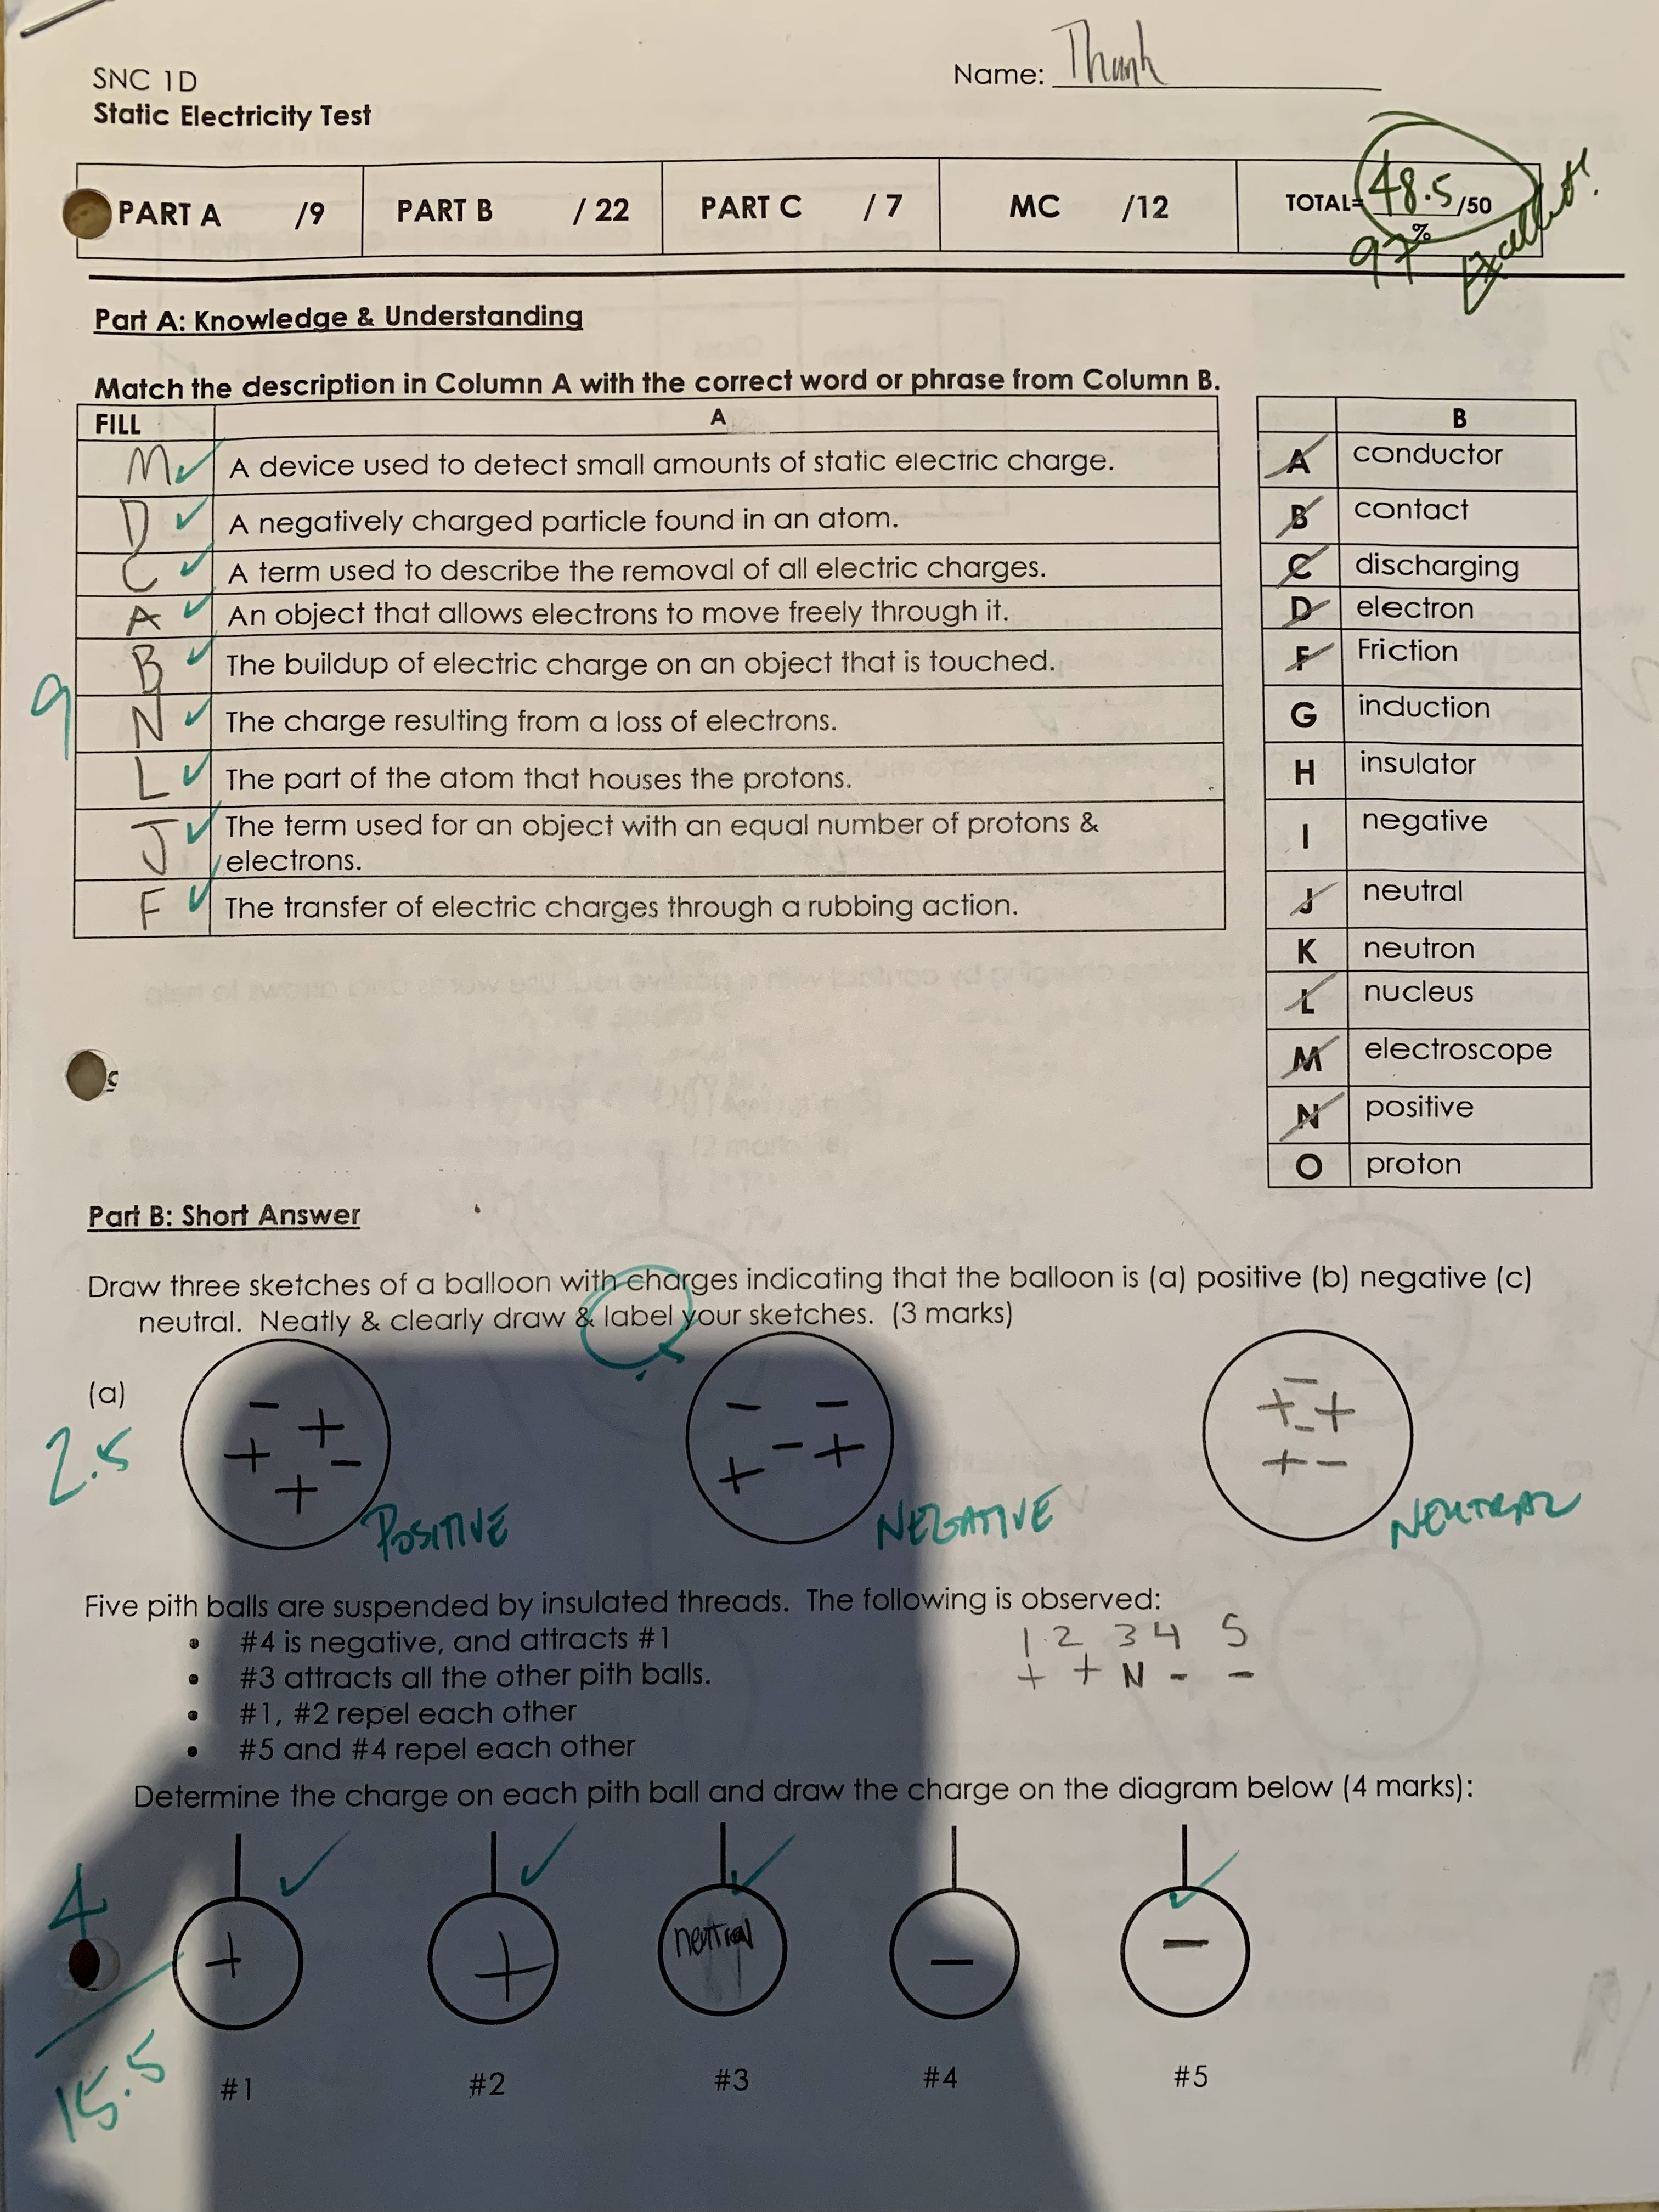 SNC 1D
Name: Thanh
Static Electricity Test
PART A /9
PART B / 22
PART C / 7
MC /12
TOTAL= 48.5 /50
97 %
Excellent!
Part A: Knowledge & Understanding
Match the description in Column A with the correct word or phrase from Column B.
FILL A
M A device used to detect small amounts of static electric charge.
D A negatively charged particle found in an atom.
C A term used to describe the removal of all electric charges.
A An object that allows electrons to move freely through it.
B The buildup of electric charge on an object that is touched.
N The charge resulting from a loss of electrons.
L The part of the atom that houses the protons.
J The term used for an object with an equal number of protons &
electrons.
F The transfer of electric charges through a rubbing action.
9
B
A conductor
B contact
C discharging
D electron
F Friction
G induction
H insulator
I negative
J neutral
K neutron
L nucleus
M electroscope
N positive
O proton
Part B: Short Answer
Draw three sketches of a balloon with charges indicating that the balloon is (a) positive (b) negative (c)
neutral. Neatly & clearly draw & label your sketches. (3 marks)
(a)
2.5
- + + - +
- - - + +
- + + - + -
POSITIVE NEGATIVE NEUTRAL
Five pith balls are suspended by insulated threads. The following is observed:
• #4 is negative, and attracts #1
• #3 attracts all the other pith balls.
• #1, #2 repel each other
• #5 and #4 repel each other
1 2 3 4 5
+ + N - -
Determine the charge on each pith ball and draw the charge on the diagram below (4 marks):
4
+ + neutral - -
15.5
#1 #2 #3 #4 #5